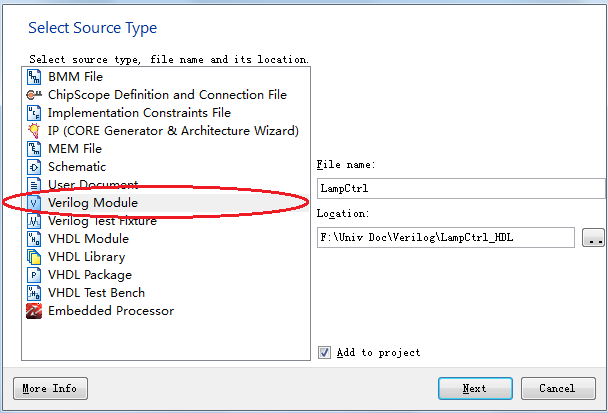 Select Source Type
Select source type, file name and its location.
BMM File
ChipScope Definition and Connection File
Implementation Constraints File
IP (CORE Generator & Architecture Wizard)
MEM File
Schematic
User Document
Verilog Module
Verilog Test Fixture
VHDL Module
VHDL Library
VHDL Package
VHDL Test Bench
Embedded Processor
File name:
LampCtrl
Location:
F:\Univ Doc\Verilog\LampCtrl_HDL
..
Add to project
More Info
Next
Cancel